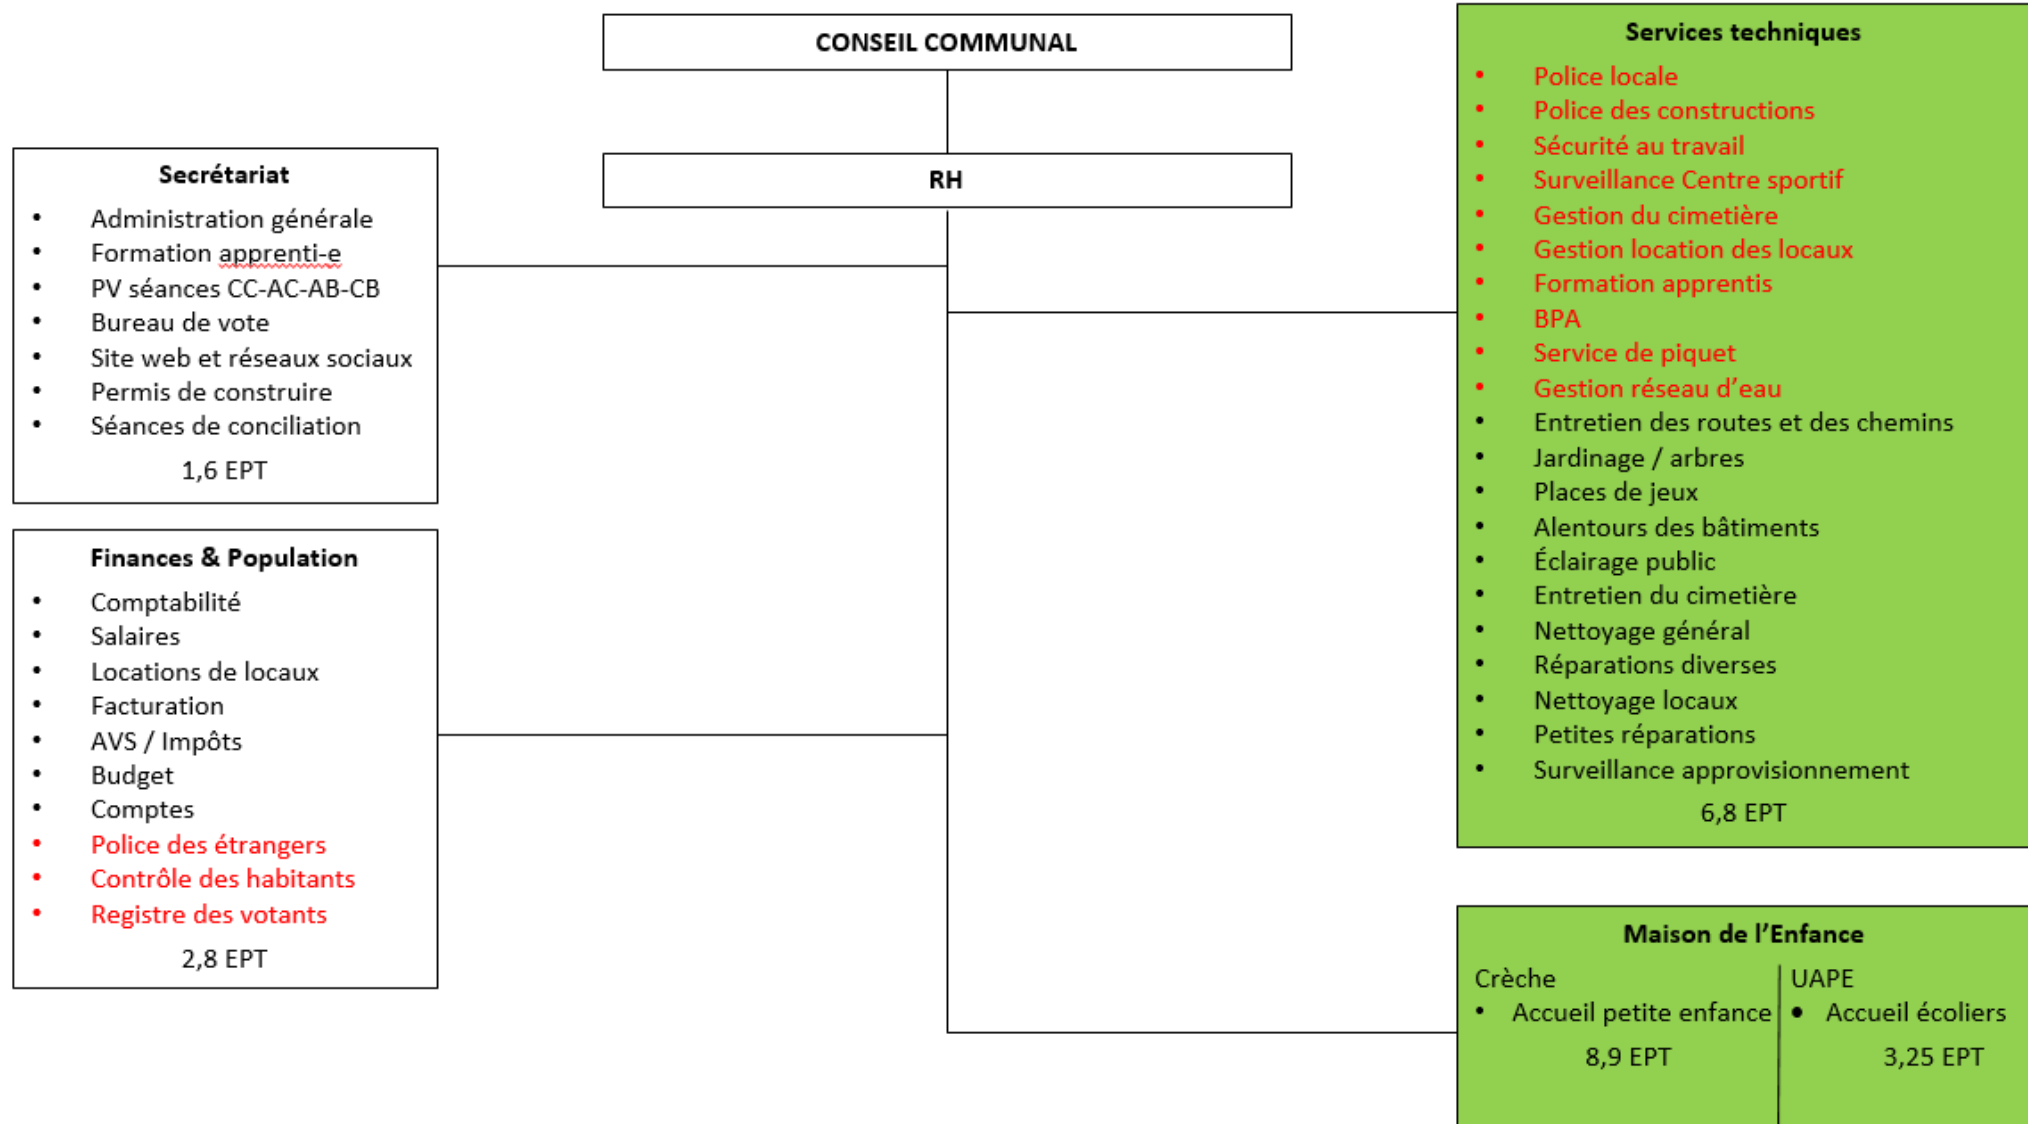 CONSEIL COMMUNAL
RH
Secrétariat
• Administration générale
• Formation apprenti-e
• PV séances CC-AC-AB-CB
• Bureau de vote
• Site web et réseaux sociaux
• Permis de construire
• Séances de conciliation
1,6 EPT
Finances & Population
• Comptabilité
• Salaires
• Locations de locaux
• Facturation
• AVS / Impôts
• Budget
• Comptes
• Police des étrangers
• Contrôle des habitants
• Registre des votants
2,8 EPT
Services techniques
• Police locale
• Police des constructions
• Sécurité au travail
• Surveillance Centre sportif
• Gestion du cimetière
• Gestion location des locaux
• Formation apprentis
• BPA
• Service de piquet
• Gestion réseau d’eau
• Entretien des routes et des chemins
• Jardinage / arbres
• Places de jeux
• Alentours des bâtiments
• Éclairage public
• Entretien du cimetière
• Nettoyage général
• Réparations diverses
• Nettoyage locaux
• Petites réparations
• Surveillance approvisionnement
6,8 EPT
Maison de l’Enfance
Crèche
• Accueil petite enfance
8,9 EPT
UAPE
• Accueil écoliers
3,25 EPT